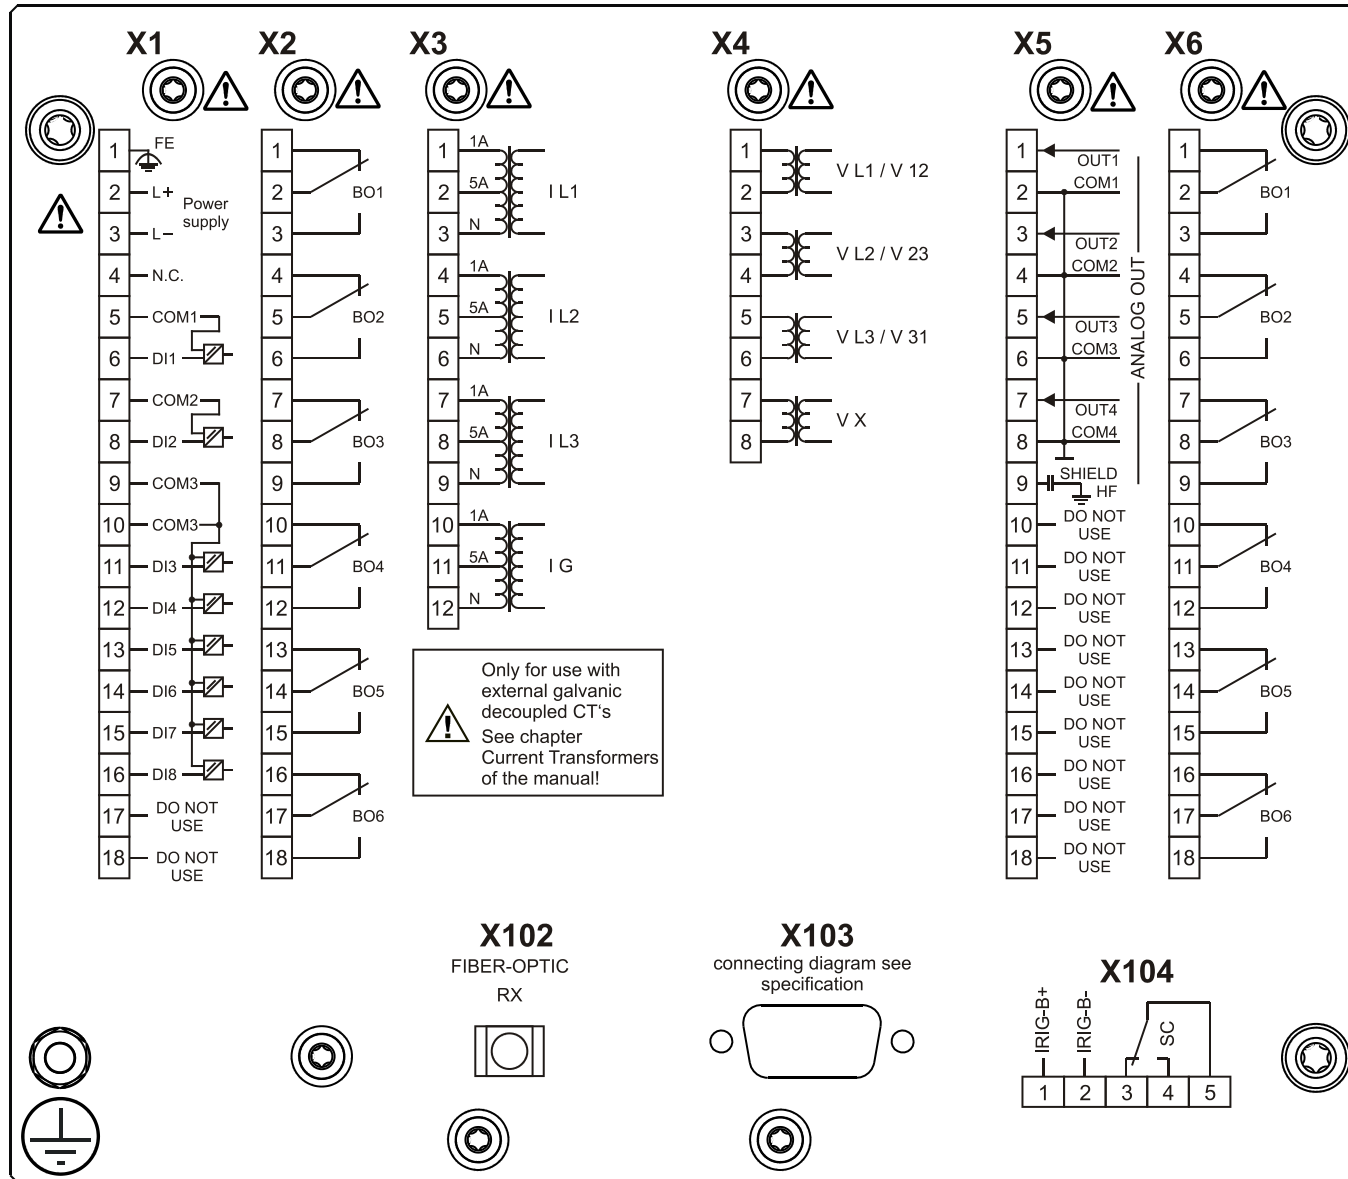 X1
1 FE
2 L+ Power
supply
3 L−
4 N.C.
5 COM1
6 DI1
7 COM2
8 DI2
9 COM3
10 COM3
11 DI3
12 DI4
13 DI5
14 DI6
15 DI7
16 DI8
17 DO NOT
USE
18 DO NOT
USE
X2
1
2 BO1
3
4
5 BO2
6
7
8 BO3
9
10
11 BO4
12
13
14 BO5
15
16
17 BO6
18
X3
1 1A
2 5A I L1
3 N
4 1A
5 5A I L2
6 N
7 1A
8 5A I L3
9 N
10 1A
11 5A I G
12 N
Only for use with
external galvanic
decoupled CT's
See chapter
Current Transformers
of the manual!
X4
1
V L1 / V 12
2
3
V L2 / V 23
4
5
V L3 / V 31
6
7
V X
8
X5
1 OUT1
2 COM1
3 OUT2
4 COM2
5 OUT3
6 COM3
7 OUT4
8 COM4
ANALOG OUT
9 SHIELD
HF
10 DO NOT
USE
11 DO NOT
USE
12 DO NOT
USE
13 DO NOT
USE
14 DO NOT
USE
15 DO NOT
USE
16 DO NOT
USE
17 DO NOT
USE
18 DO NOT
USE
X6
1
2 BO1
3
4
5 BO2
6
7
8 BO3
9
10
11 BO4
12
13
14 BO5
15
16
17 BO6
18
X102
FIBER-OPTIC
RX
X103
connecting diagram see
specification
X104
IRIG-B+
IRIG-B-
SC
1 2 3 4 5